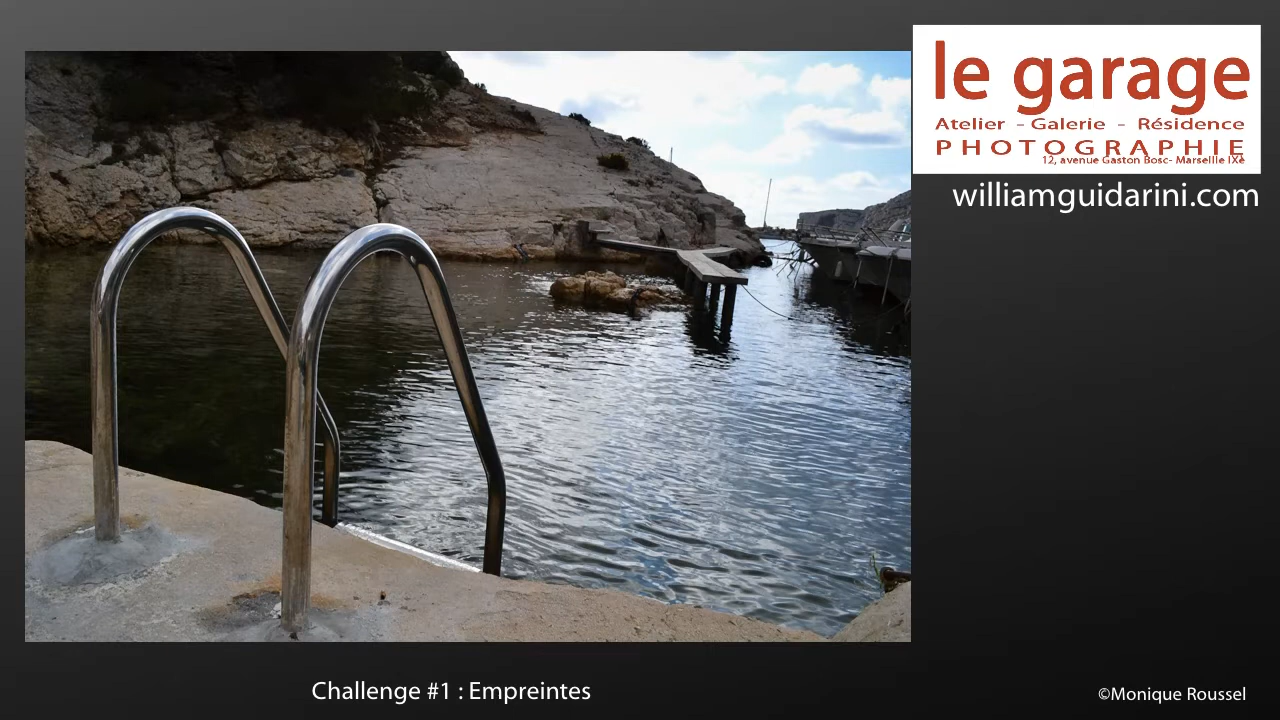 le garage
Atelier - Galerie - Résidence
PHOTOGRAPHIE
12, avenue Gaston Bosc- Marseille IXè
williamguidarini.com
Challenge #1 : Empreintes
©Monique Roussel